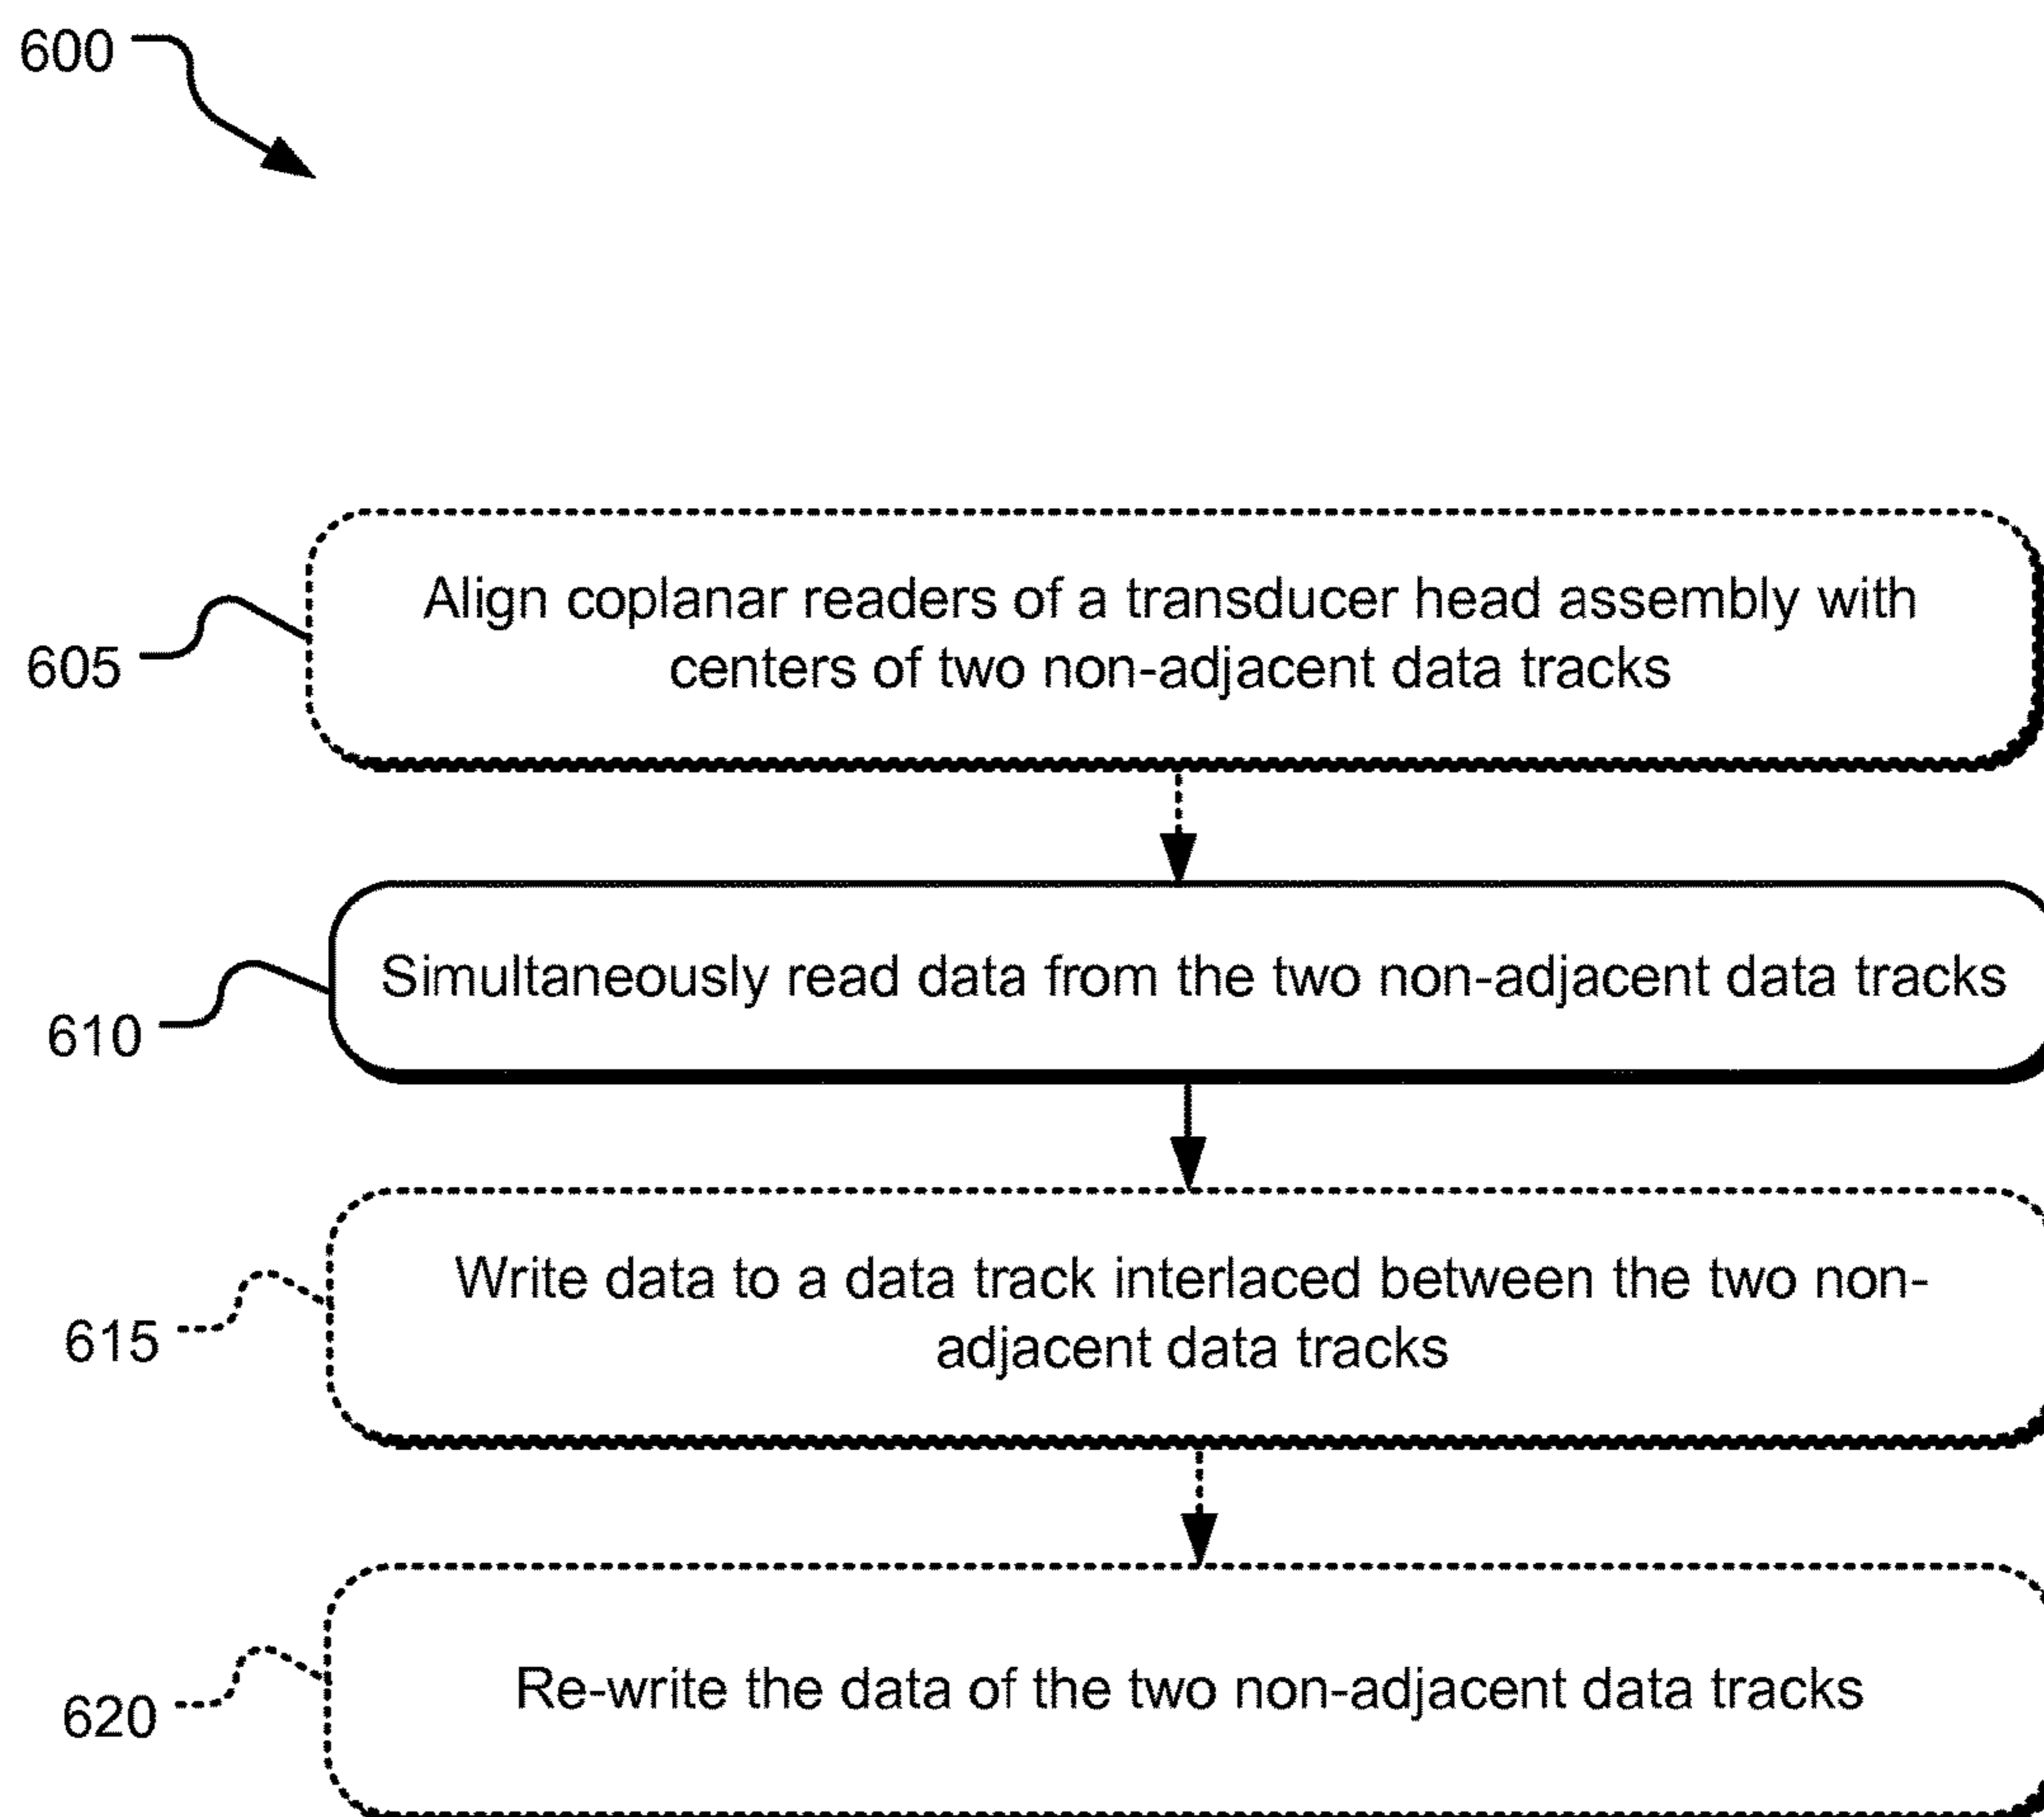 600
Align coplanar readers of a transducer head assembly with
centers of two non-adjacent data tracks
605
Simultaneously read data from the two non-adjacent data tracks
610
Write data to a data track interlaced between the two non-
adjacent data tracks
615
Re-write the data of the two non-adjacent data tracks
620